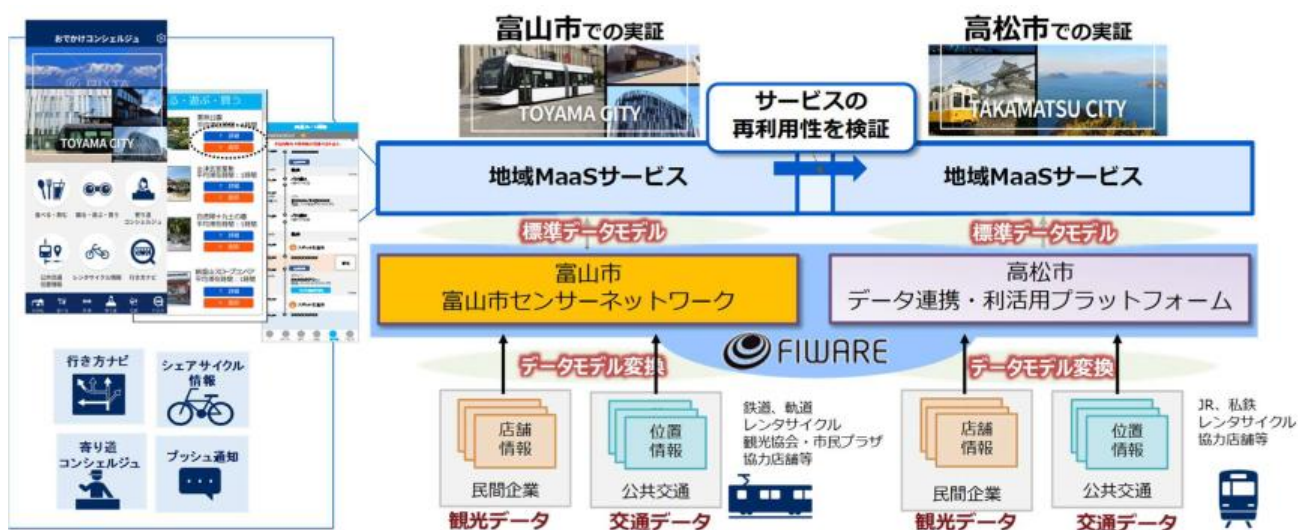 おでかけコンシェルジュ
TOYAMA CITY
食べる・飲む
観る・遊ぶ・買う
寄り道
コンシェルジュ
公共交通
位置情報
レンタサイクル情報
行き方ナビ
る・遊ぶ・買う
詳細
詳細
詳細
詳細
行き方ナビ
シェアサイクル
情報
寄り道
コンシェルジュ
プッシュ通知
富山市での実証
TOYAMA CITY
サービスの
再利用性を検証
高松市での実証
TAKAMATSU CITY
地域MaaSサービス
地域MaaSサービス
標準データモデル
標準データモデル
富山市
富山市センサーネットワーク
高松市
データ連携・利活用プラットフォーム
FIWARE
データモデル変換
データモデル変換
店舗
情報
民間企業
観光データ
位置
情報
公共交通
交通データ
鉄道、軌道
レンタサイクル
観光協会・市民プラザ
協力店舗等
店舗
情報
民間企業
観光データ
位置
情報
公共交通
交通データ
JR、私鉄
レンタサイクル
協力店舗等